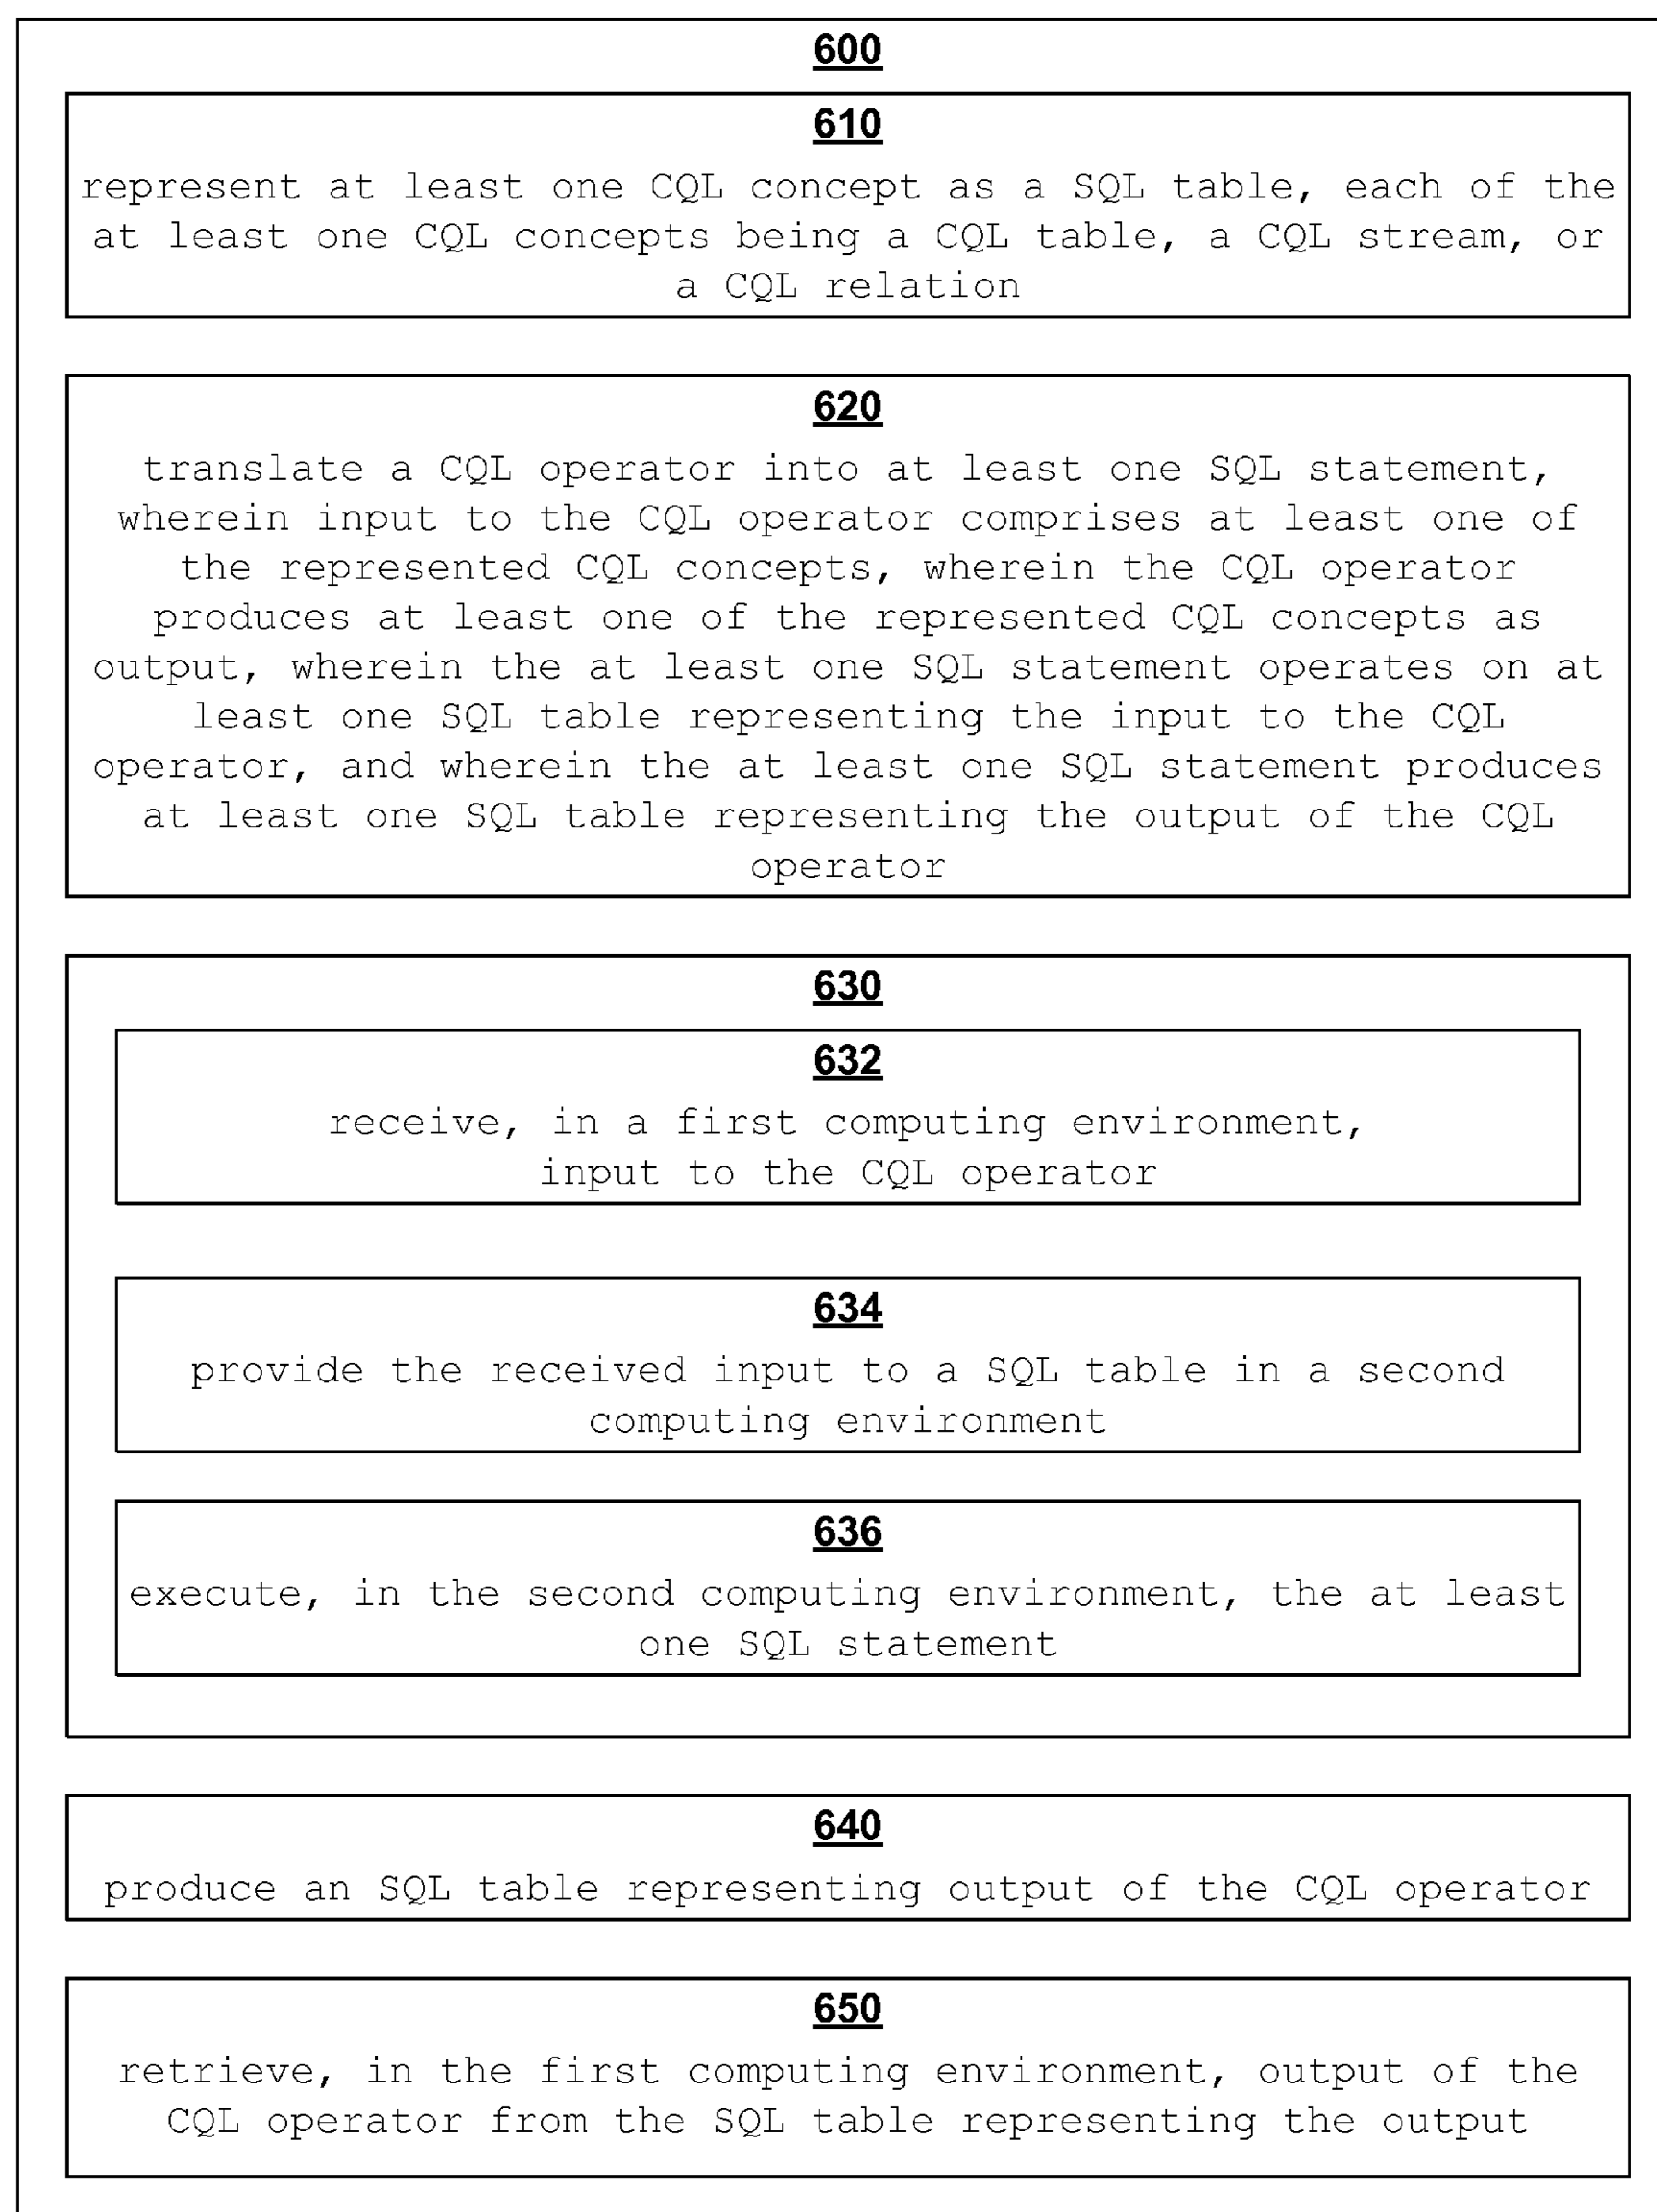 600
610
represent at least one CQL concept as a SQL table, each of the
at least one CQL concepts being a CQL table, a CQL stream, or
a CQL relation
620
translate a CQL operator into at least one SQL statement,
wherein input to the CQL operator comprises at least one of
the represented CQL concepts, wherein the CQL operator
produces at least one of the represented CQL concepts as
output, wherein the at least one SQL statement operates on at
least one SQL table representing the input to the CQL
operator, and wherein the at least one SQL statement produces
at least one SQL table representing the output of the CQL
operator
630
632
receive, in a first computing environment,
input to the CQL operator
634
provide the received input to a SQL table in a second
computing environment
636
execute, in the second computing environment, the at least
one SQL statement
640
produce an SQL table representing output of the CQL operator
650
retrieve, in the first computing environment, output of the
CQL operator from the SQL table representing the output